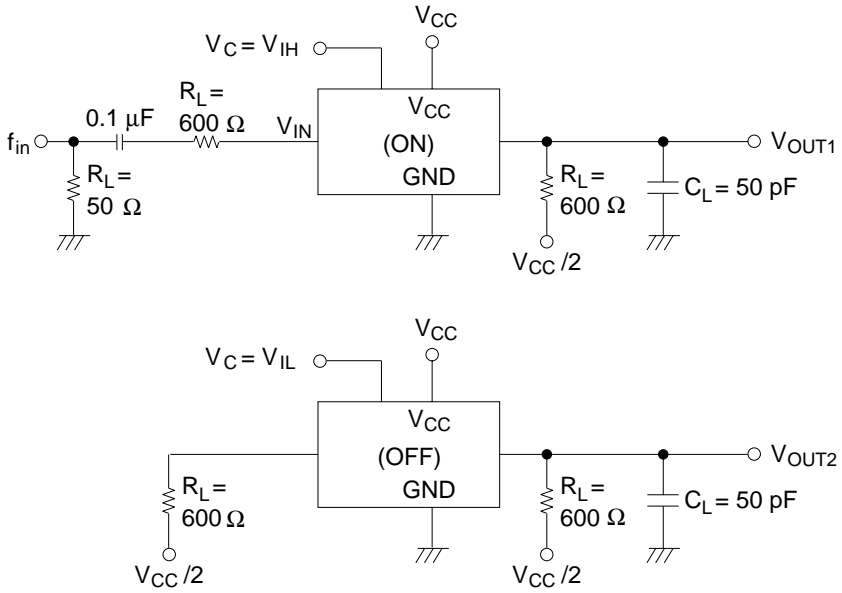 V_CC
V_C = V_IH
R_L =
600 Ω
0.1 μF
f_in
V_IN
V_CC
(ON)
GND
V_OUT1
R_L =
50 Ω
R_L =
600 Ω
C_L = 50 pF
V_CC /2
V_CC
V_C = V_IL
V_CC
(OFF)
GND
V_OUT2
R_L =
600 Ω
R_L =
600 Ω
C_L = 50 pF
V_CC /2
V_CC /2